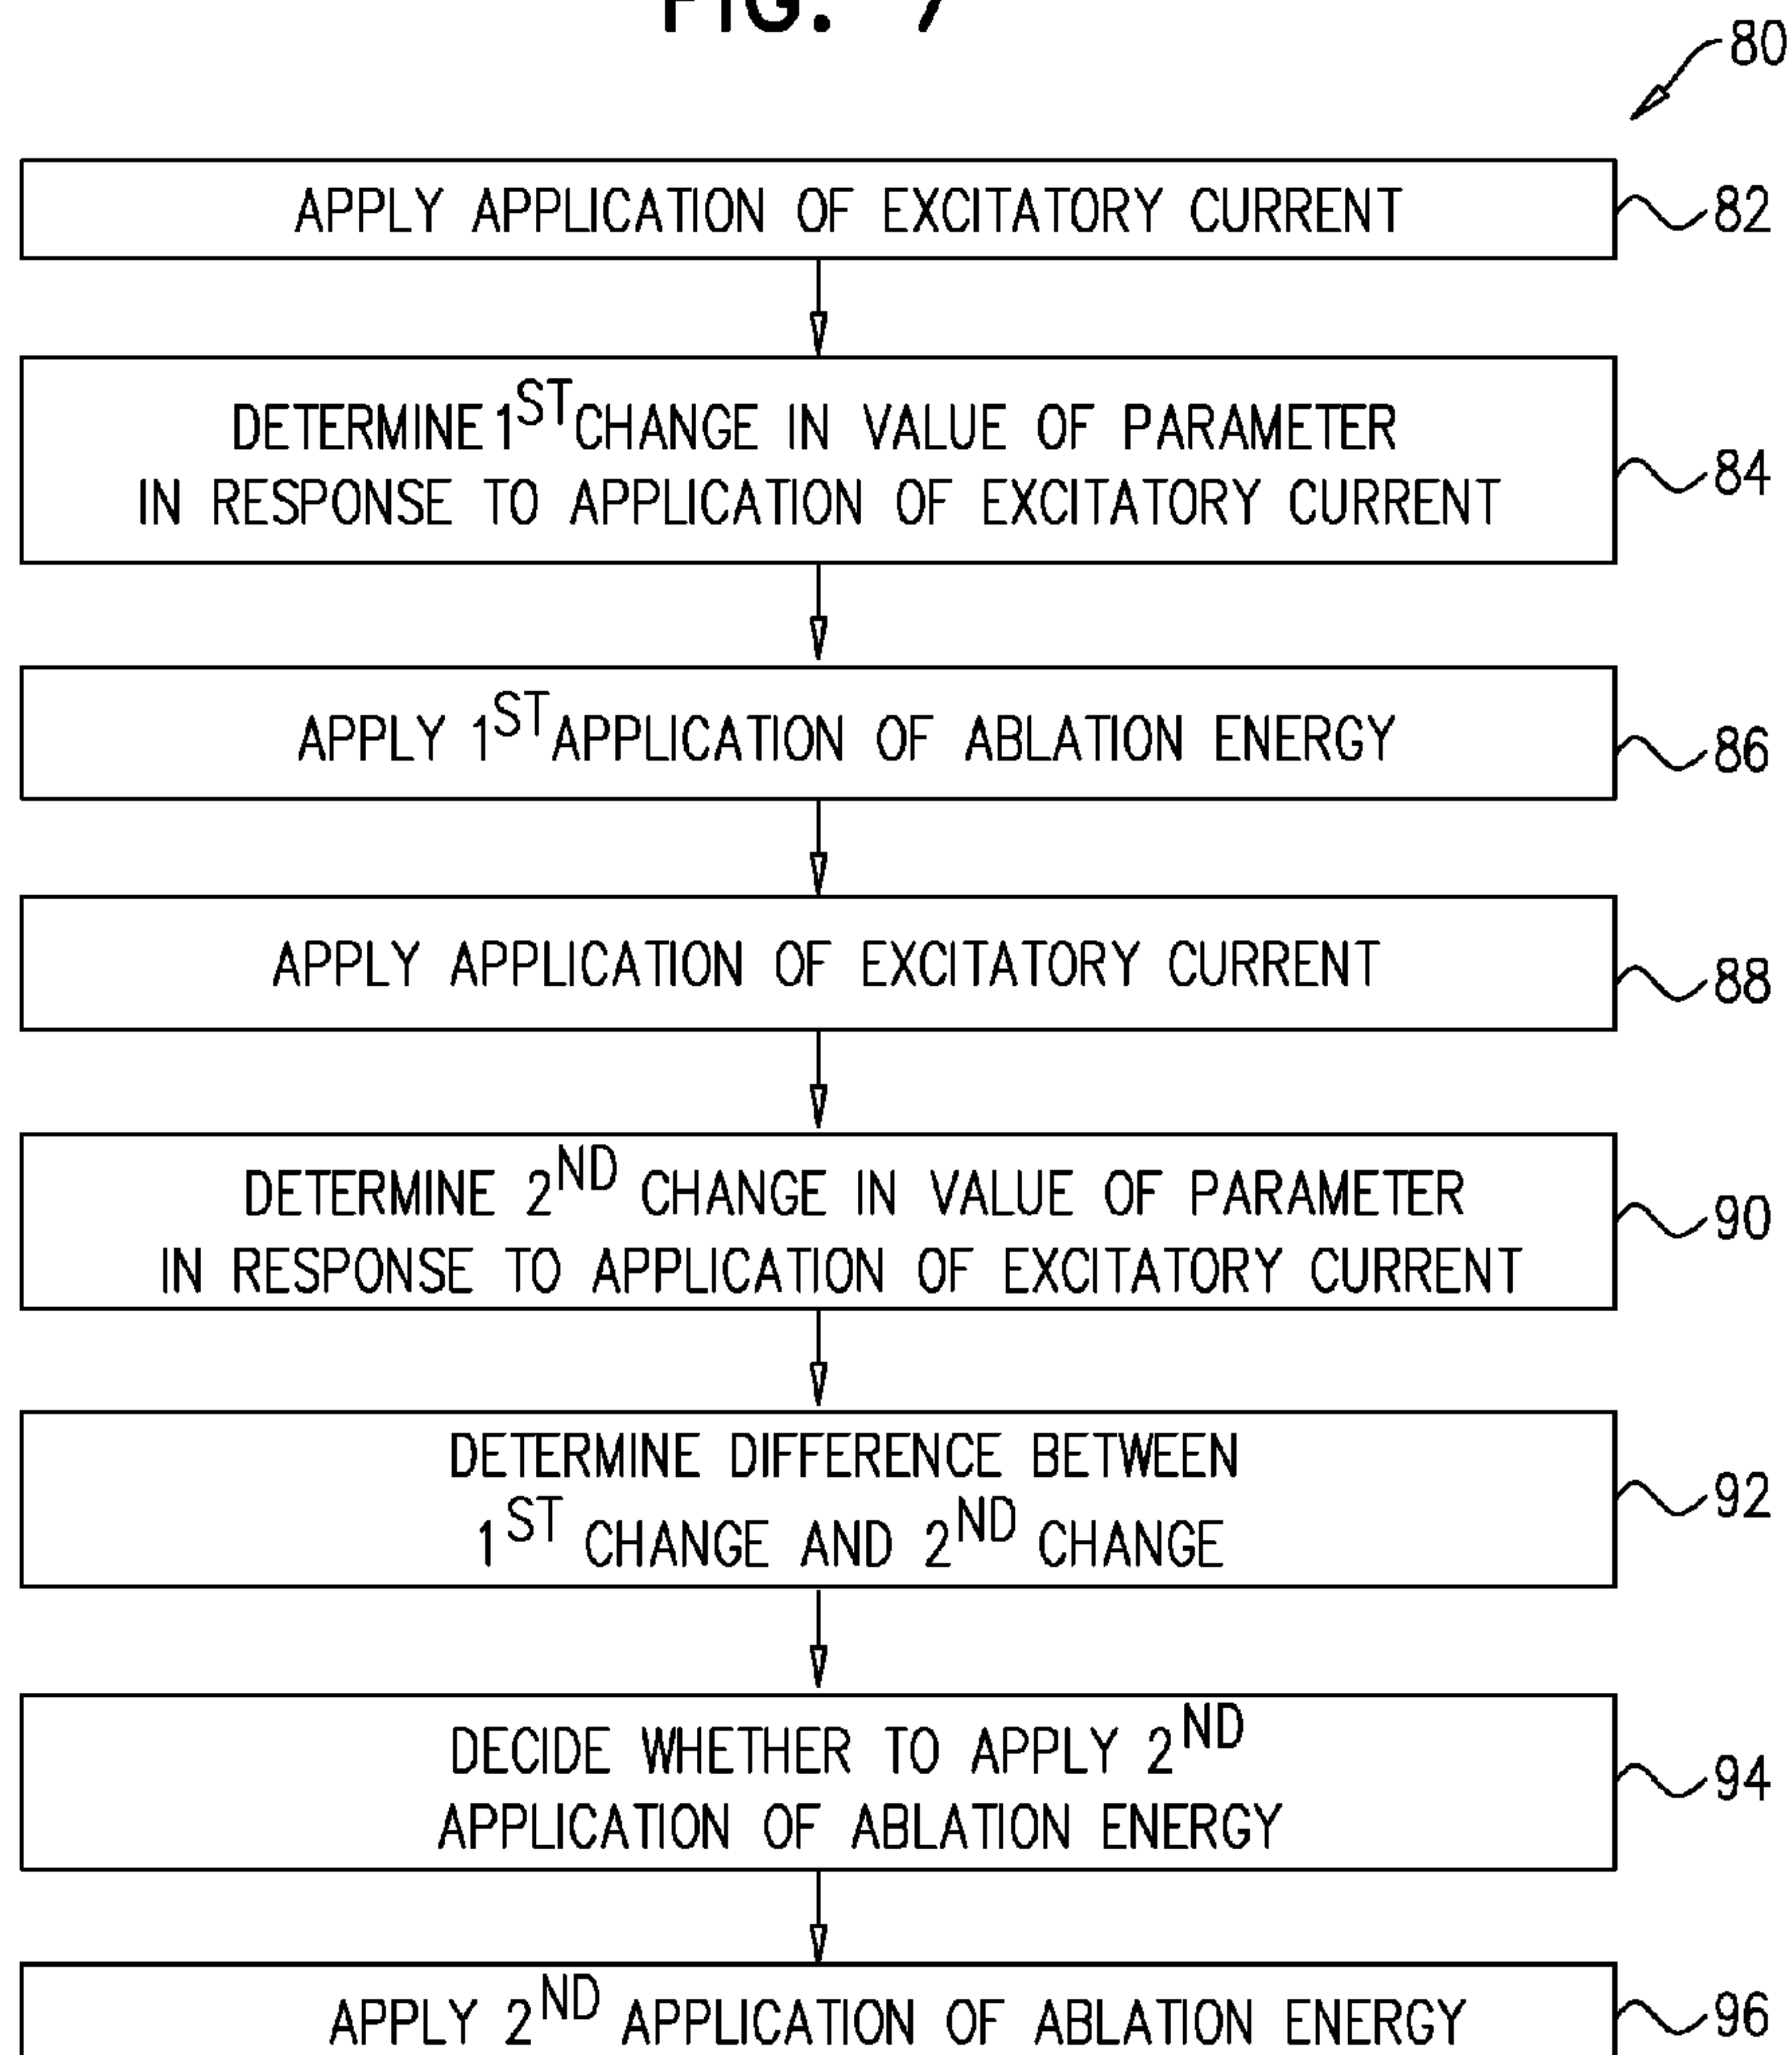 FIG. 7
80
APPLY APPLICATION OF EXCITATORY CURRENT
82
DETERMINE 1ST CHANGE IN VALUE OF PARAMETER
IN RESPONSE TO APPLICATION OF EXCITATORY CURRENT
84
APPLY 1ST APPLICATION OF ABLATION ENERGY
86
APPLY APPLICATION OF EXCITATORY CURRENT
88
DETERMINE 2ND CHANGE IN VALUE OF PARAMETER
IN RESPONSE TO APPLICATION OF EXCITATORY CURRENT
90
DETERMINE DIFFERENCE BETWEEN
1ST CHANGE AND 2ND CHANGE
92
DECIDE WHETHER TO APPLY 2ND
APPLICATION OF ABLATION ENERGY
94
APPLY 2ND APPLICATION OF ABLATION ENERGY
96